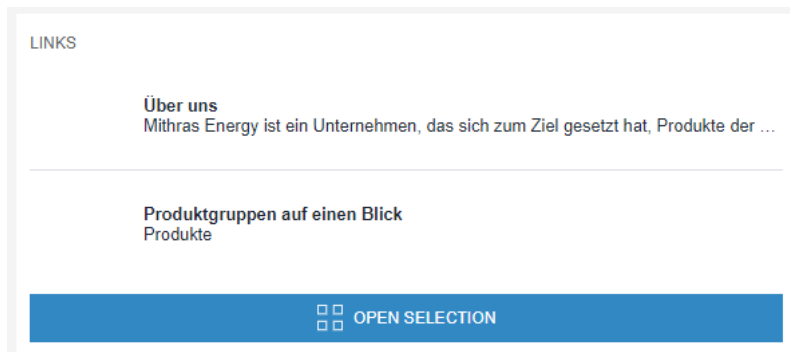 LINKS
Über uns
Mithras Energy ist ein Unternehmen, das sich zum Ziel gesetzt hat, Produkte der ...
Produktgruppen auf einen Blick
Produkte
OPEN SELECTION